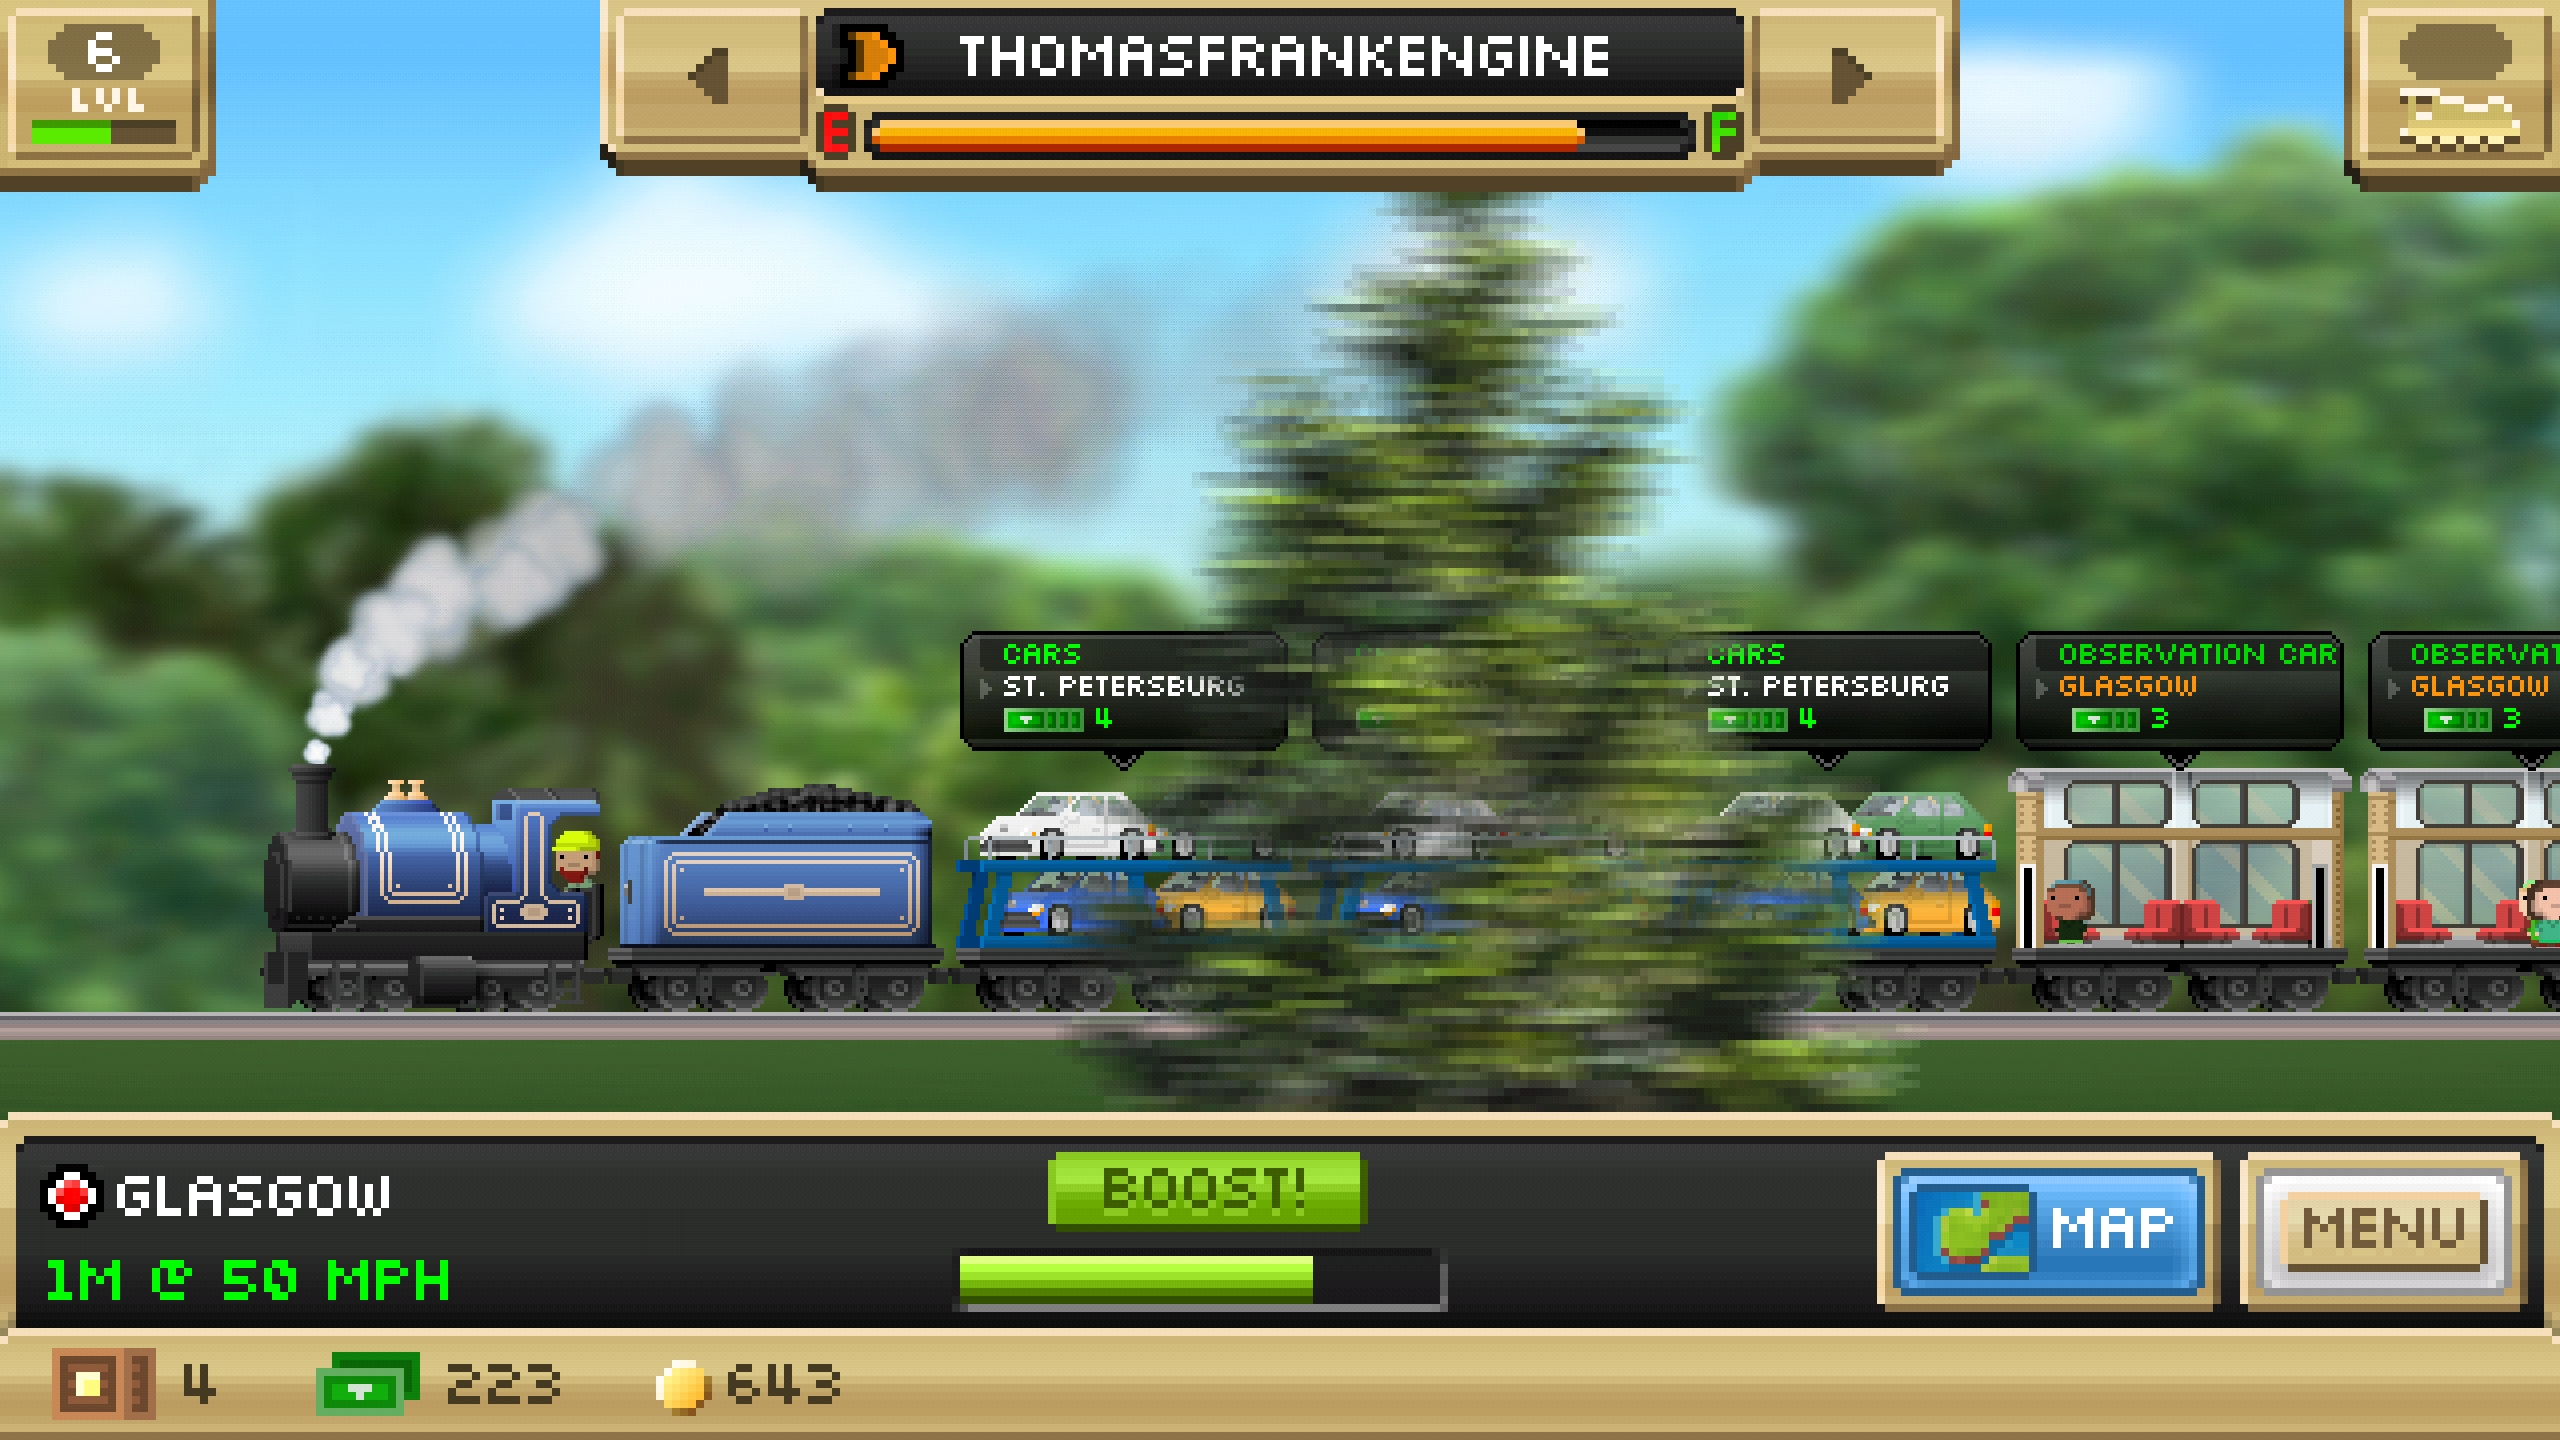 6
LVL
THOMASFRANKENGINE
E F
CARS
ST. PETERSBURG
4
CARS
ST. PETERSBURG
4
OBSERVATION CAR
GLASGOW
3
OBSERVAT
GLASGOW
3
GLASGOW
1M @ 50 MPH
BOOST!
MAP
MENU
4
223
643